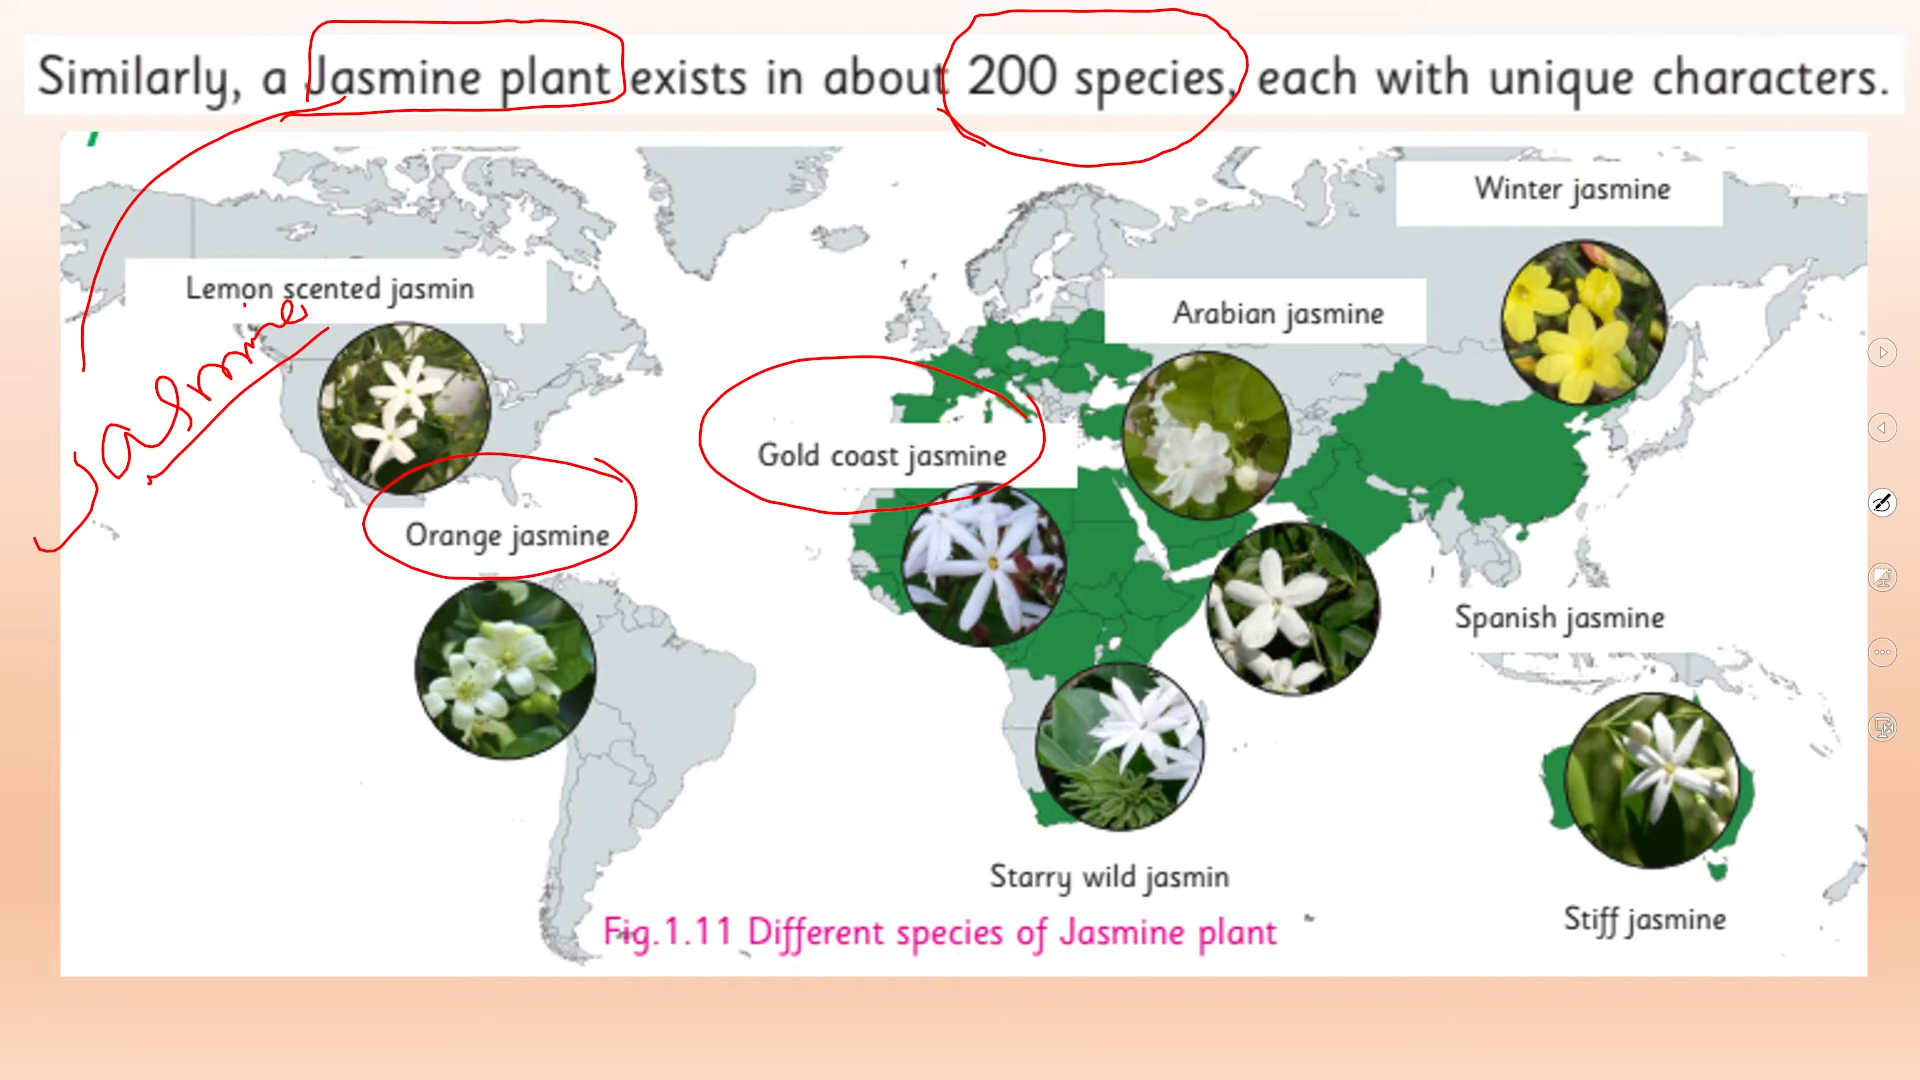 Similarly, a Jasmine plant exists in about 200 species, each with unique characters.
Winter jasmine
Lemon scented jasmin
Arabian jasmine
Jasmine
Gold coast jasmine
Orange jasmine
Spanish jasmine
Starry wild jasmin
Stiff jasmine
Fig.1.11 Different species of Jasmine plant